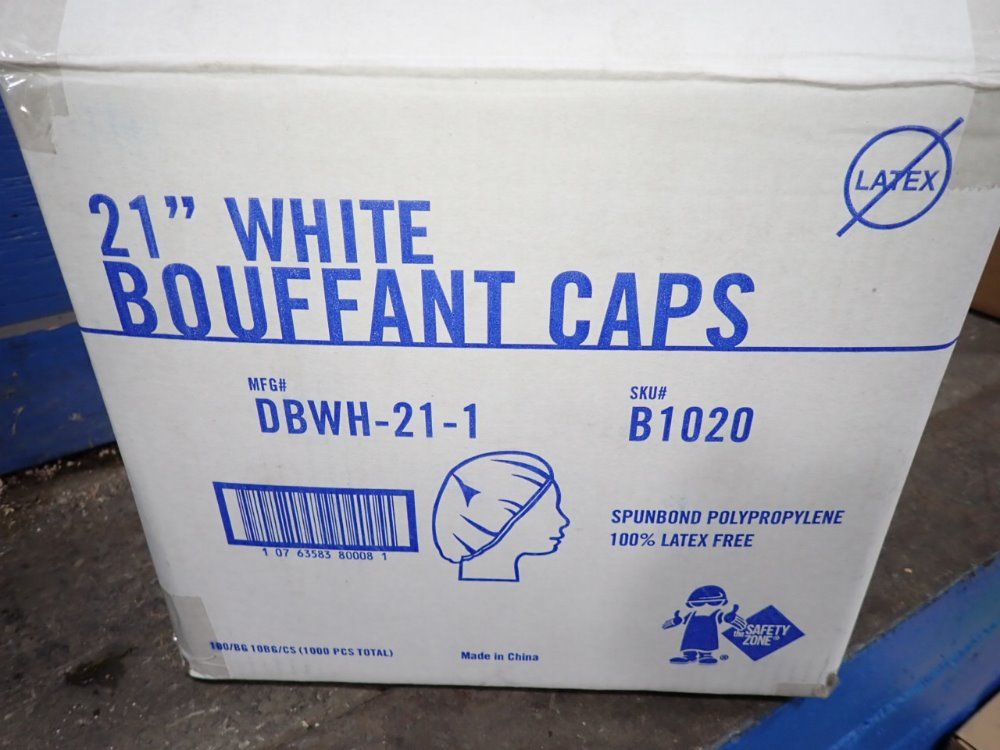 LATEX
21” WHITE
BOUFFANT CAPS
MFG#
DBWH-21-1
SKU#
B1020
1 07 63583 80008 1
SPUNBOND POLYPROPYLENE
100% LATEX FREE
the SAFETY
ZONE®
®
100/BG 10BG/CS (1000 PCS TOTAL)
Made in China